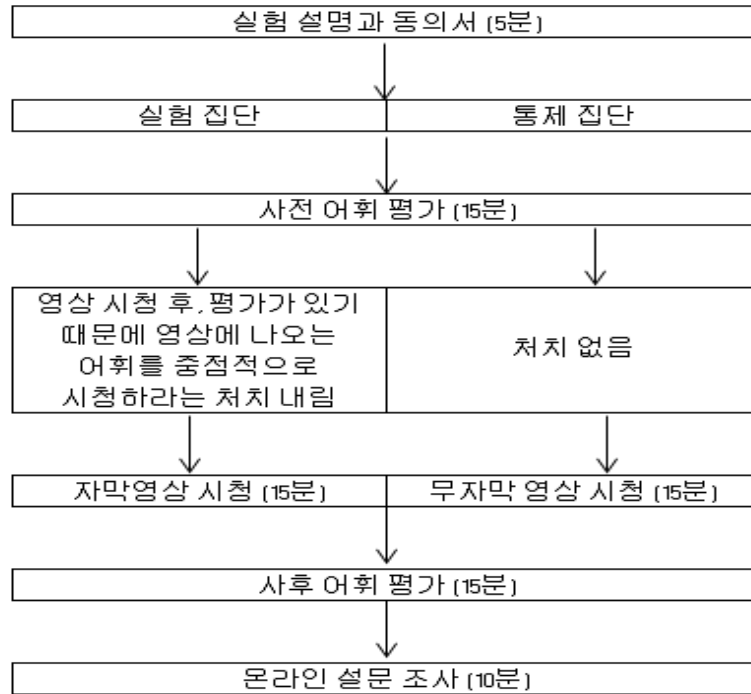 실험 설명과 동의서 (5분)
실험 집단
통제 집단
사전 어휘 평가 (15분)
영상 시청 후, 평가가 있기
때문에 영상에 나오는
어휘를 중점적으로
시청하라는 처치 내림
처치 없음
자막영상 시청 (15분)
무자막 영상 시청 (15분)
사후 어휘 평가 (15분)
온라인 설문 조사 (10분)